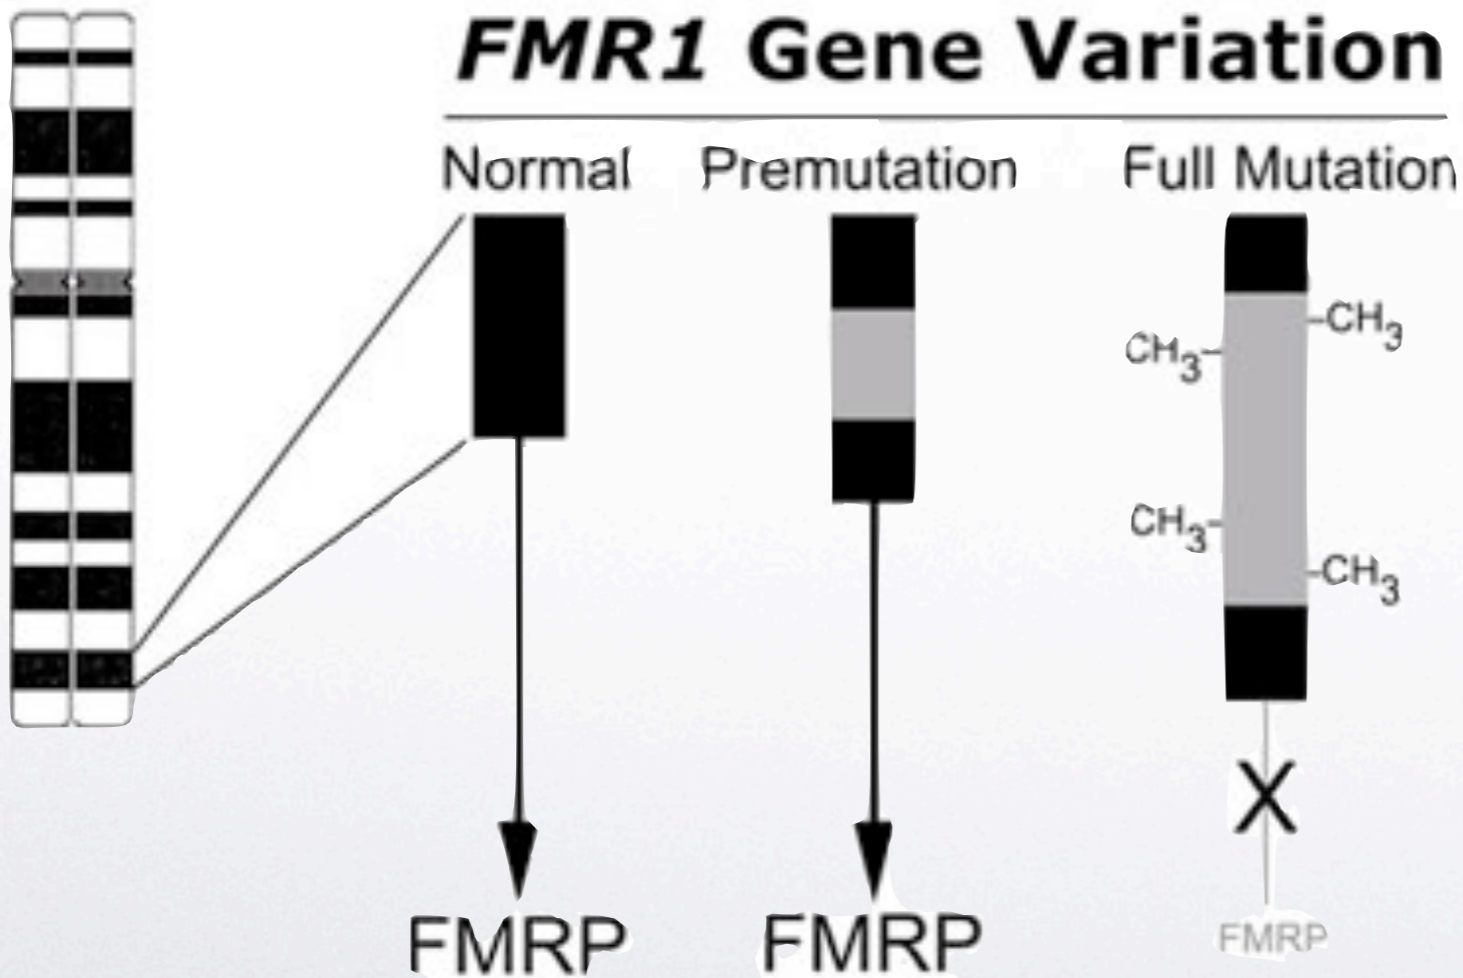 FMR1 Gene Variation
Normal Premutation Full Mutation
-CH3
CH3-
CH3-
-CH3
X
FMRP FMRP FMRP